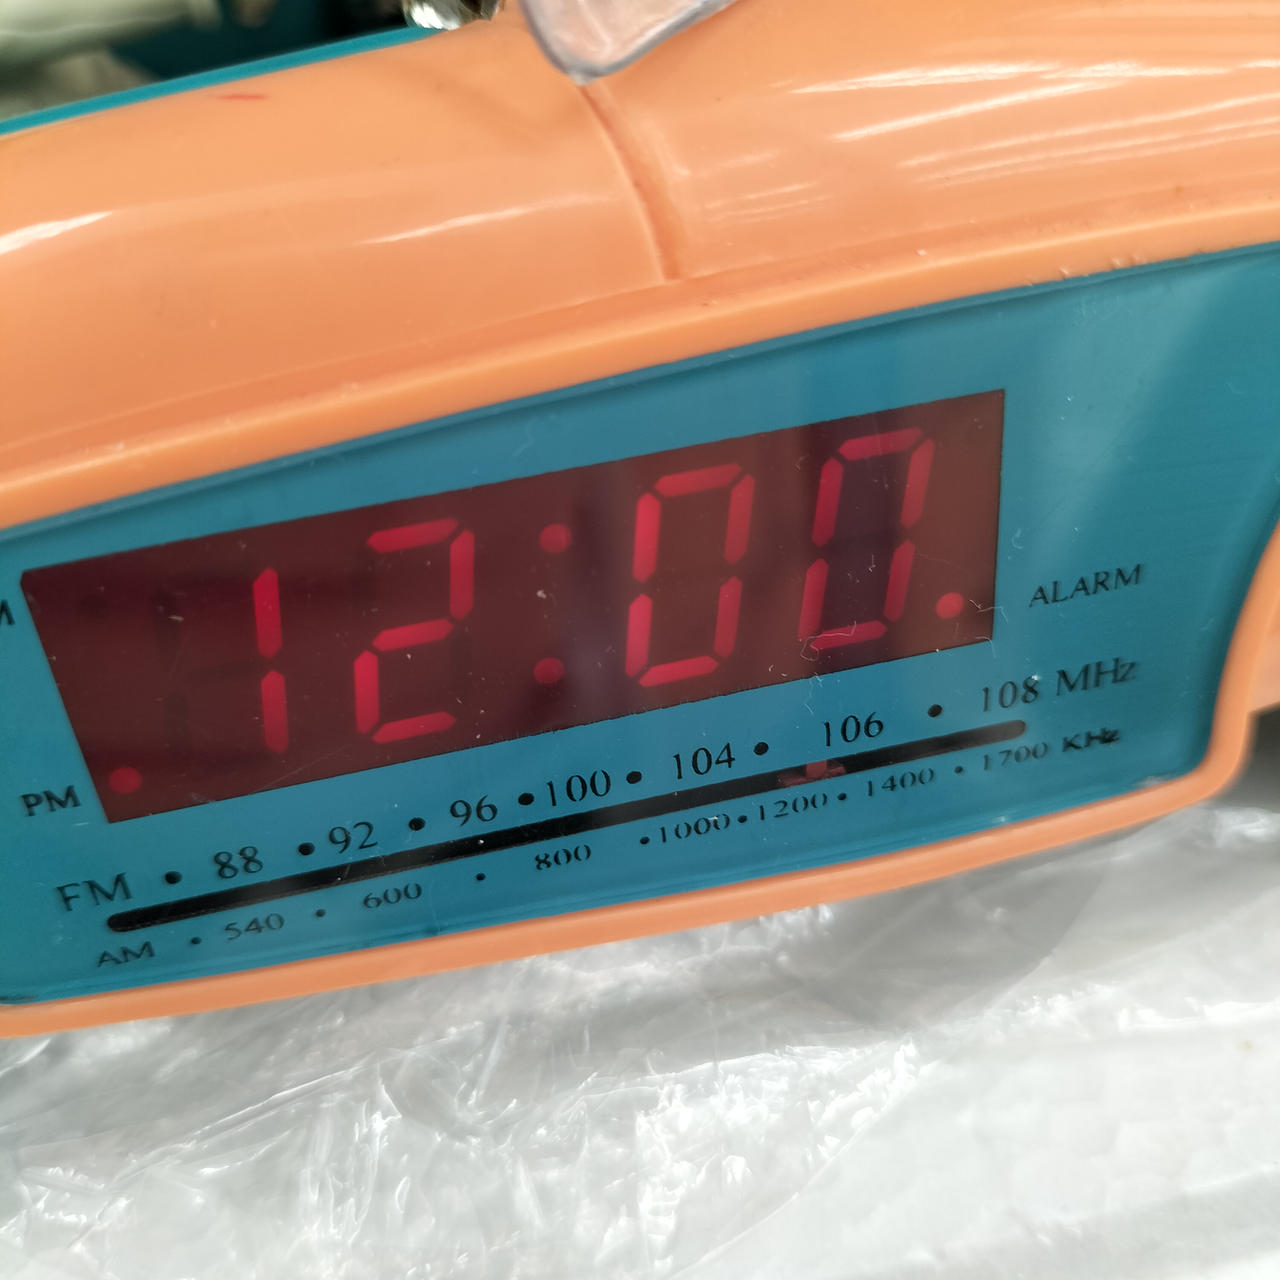 12:00.
ALARM
PM
FM • 88 • 92 • 96 • 100 • 104 • 106 • 108 MHz
AM • 540 • 600 • 800 • 1000 • 1200 • 1400 • 1700 KHz